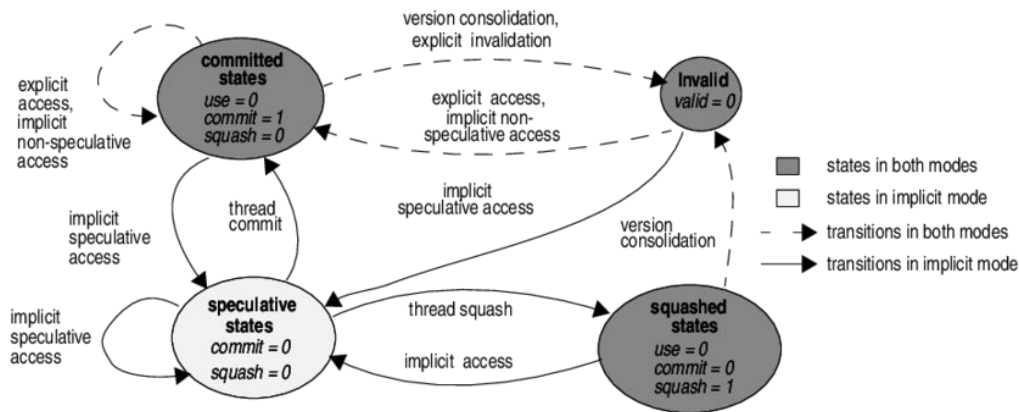 version consolidation,
explicit invalidation
committed
states
use = 0
commit = 1
squash = 0
Invalid
valid = 0
explicit
access,
implicit
non-speculative
access
explicit access,
implicit non-
speculative access
states in both modes
states in implicit mode
transitions in both modes
transitions in implicit mode
implicit
speculative
access
thread
commit
implicit
speculative access
version
consolidation
speculative
states
commit = 0
squash = 0
implicit
speculative
access
thread squash
implicit access
squashed
states
use = 0
commit = 0
squash = 1